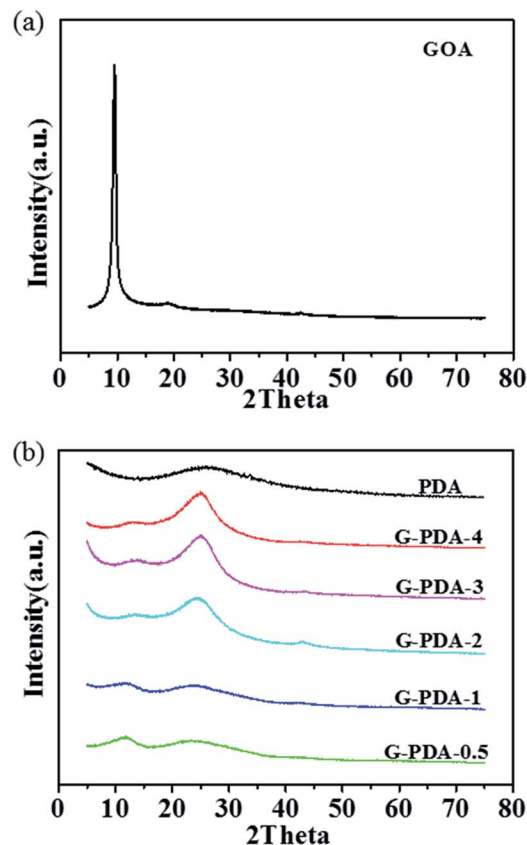 (a)
GOA
Intensity(a.u.)
0 10 20 30 40 50 60 70 80
2Theta
(b)
PDA
G-PDA-4
G-PDA-3
G-PDA-2
G-PDA-1
G-PDA-0.5
Intensity(a.u.)
0 10 20 30 40 50 60 70 80
2Theta